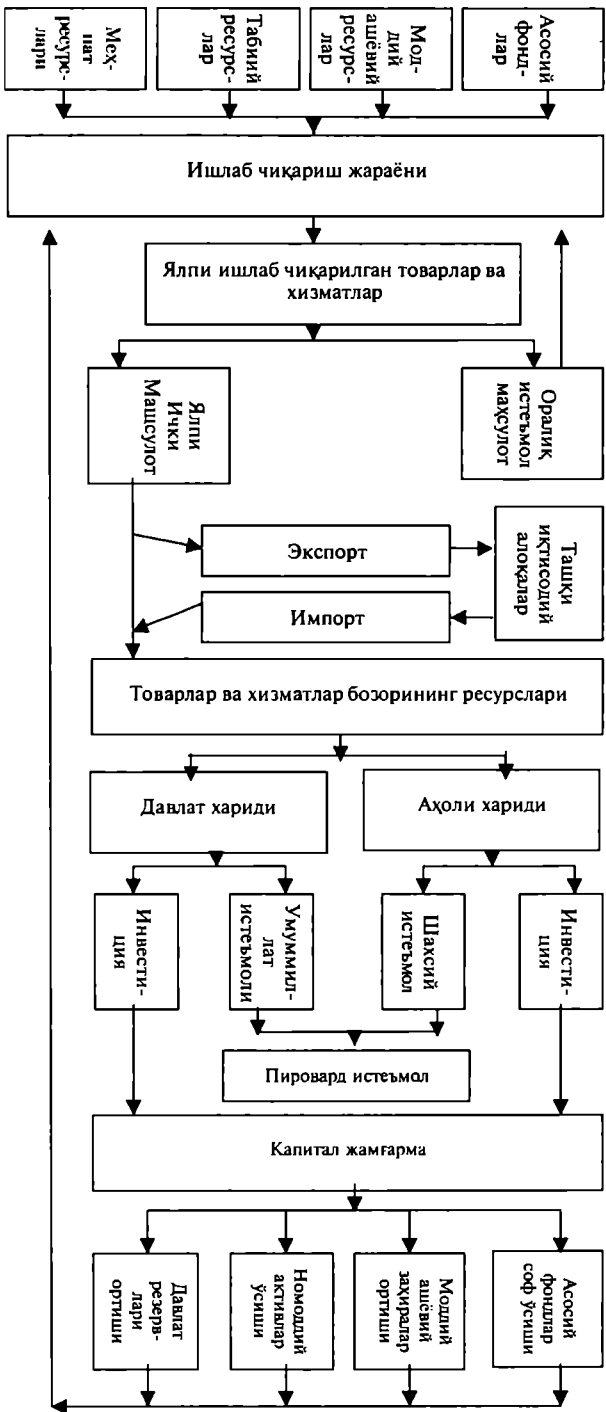 Меҳ-
нат
ресурс-
лари
Табиий
ресурс-
лар
Мод-
дий
ашёвий
ресурс-
лар
Асосий
фонд-
лар
Ишлаб чиқариш жараёни
Ялпи ишлаб чиқарилган товарлар ва
хизматлар
Ялпи
Ички
Машсулот
Оралиқ
истеъмол
маҳсулот
Экспорт
Импорт
Ташқи
иқтисодий
алоқалар
Товарлар ва хизматлар бозорининг ресурслари
Давлат хариди
Аҳоли хариди
Инвести-
ция
Умуммил-
лат
истеъмоли
Шахсий
истеъмол
Инвести-
ция
Пировард истеъмол
Капитал жамғарма
Давлат
резерв-
лари
ортиши
Номоддий
активлар
ўсиши
Моддий
ашёвий
заҳиралар
ортиши
Асосий
фондлар
соф ўсиши